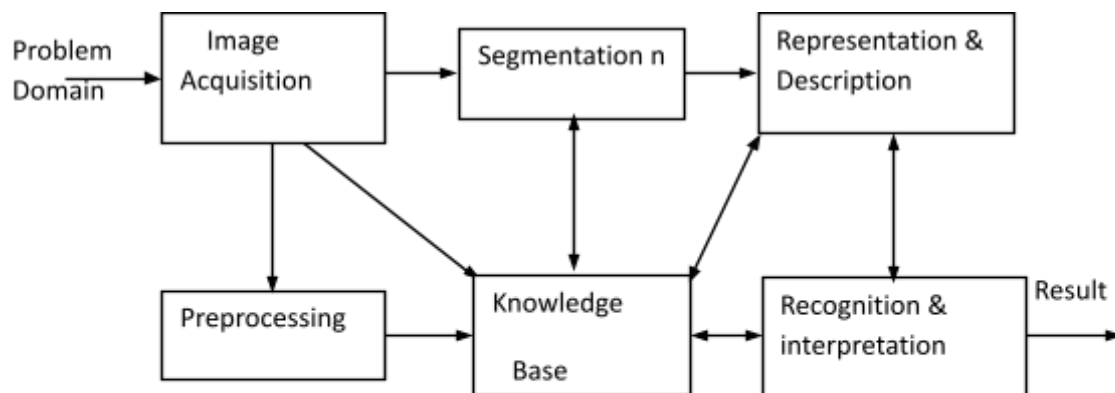 Problem
Domain
Image
Acquisition
Segmentation n
Representation &
Description
Preprocessing
Knowledge
Base
Recognition &
interpretation
Result